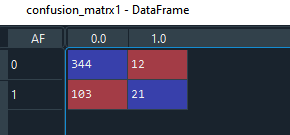 confusion_matrx1 - DataFrame
AF 0.0 1.0
0 344 12
1 103 21